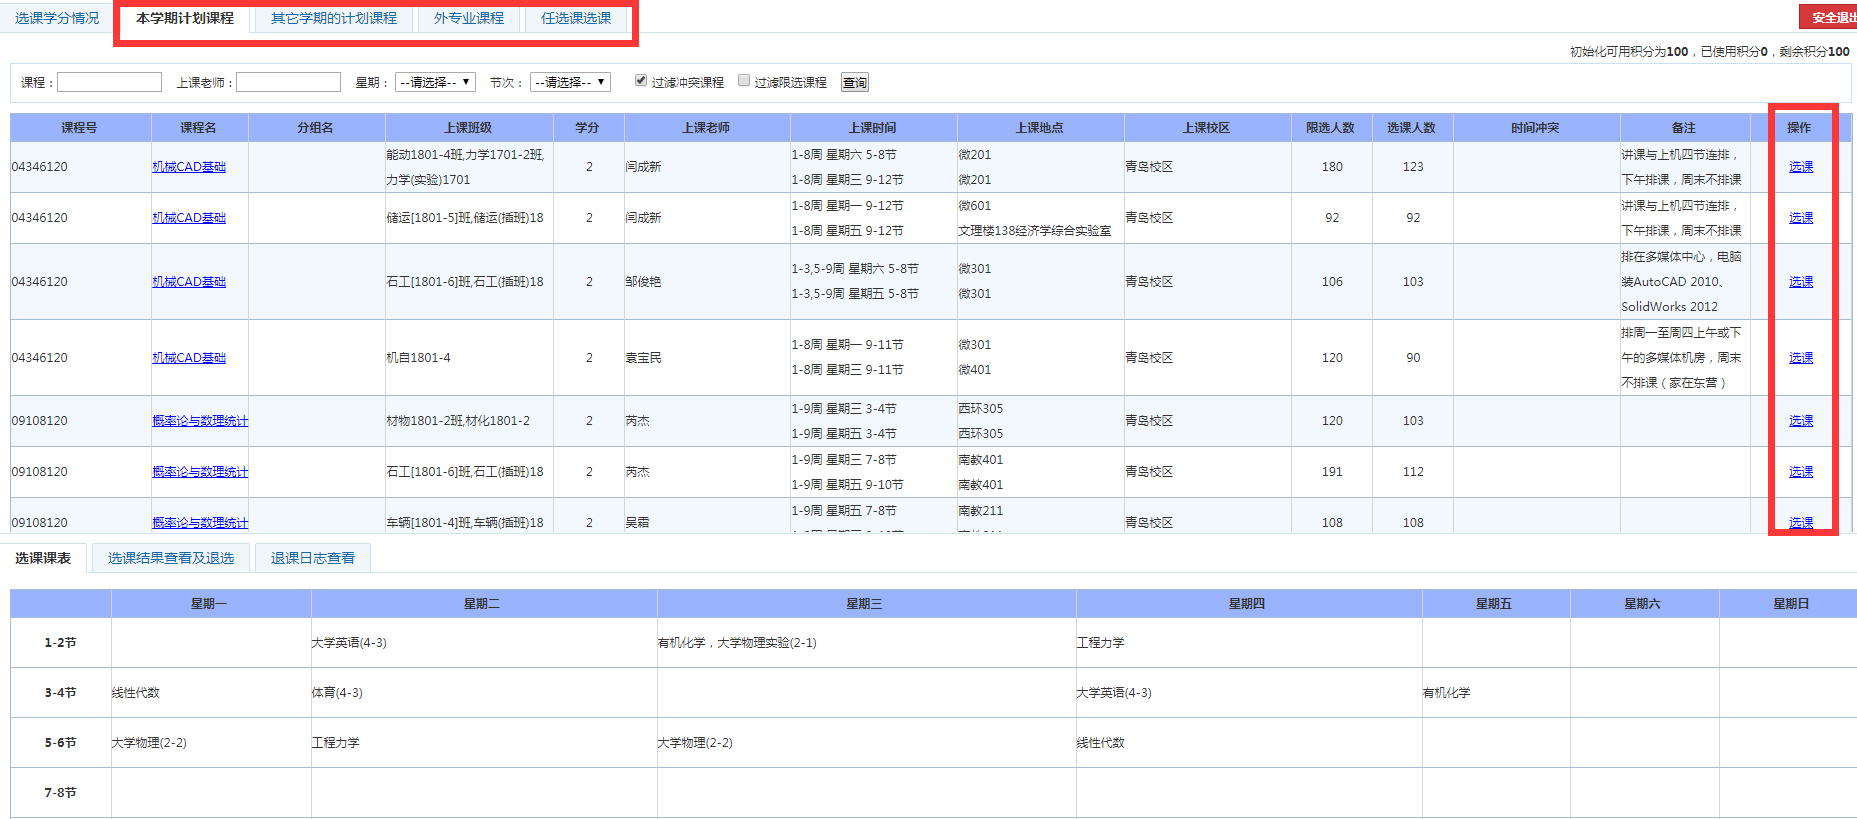 选课学分情况 本学期计划课程 其它学期的计划课程 外专业课程 任选课选课 安全退出
初始化可用积分为100，已使用积分0，剩余积分100
课程： 上课老师： 星期： --请选择-- 节次： --请选择-- 过滤冲突课程 过滤限选课程 查询
课程号 课程名 分组名 上课班级 学分 上课老师 上课时间 上课地点 上课校区 限选人数 选课人数 时间冲突 备注 操作
04346120 机械CAD基础 能动1801-4班,力学1701-2班, 2 闫成新 1-8周 星期六 5-8节 微201 青岛校区 180 123 讲课与上机四节连排， 选课
力学(实验)1701 1-8周 星期三 9-12节 微201 下午排课，周末不排课
04346120 机械CAD基础 储运[1801-5]班,储运(插班)18 2 闫成新 1-8周 星期一 9-12节 微601 青岛校区 92 92 讲课与上机四节连排， 选课
1-8周 星期五 9-12节 文理楼138经济学综合实验室 下午排课，周末不排课
04346120 机械CAD基础 石工[1801-6]班,石工(插班)18 2 邹俊艳 1-3,5-9周 星期六 5-8节 微301 青岛校区 106 103 排在多媒体中心，电脑 选课
1-3,5-9周 星期五 5-8节 微301 装AutoCAD 2010、
SolidWorks 2012
04346120 机械CAD基础 机自1801-4 2 袁宝民 1-8周 星期一 9-11节 微301 青岛校区 120 90 排周一至周四上午或下 选课
1-8周 星期三 9-11节 微401 午的多媒体机房，周末
不排课（家在东营）
09108120 概率论与数理统计 材物1801-2班,材化1801-2 2 芮杰 1-9周 星期三 3-4节 西环305 青岛校区 120 103 选课
1-9周 星期五 3-4节 西环305
09108120 概率论与数理统计 石工[1801-6]班,石工(插班)18 2 芮杰 1-9周 星期三 7-8节 南教401 青岛校区 191 112 选课
1-9周 星期五 9-10节 南教401
09108120 概率论与数理统计 车辆[1801-4]班,车辆(插班)18 2 吴霜 1-9周 星期五 7-8节 南教211 青岛校区 108 108 选课
选课课表 选课结果查看及退选 退课日志查看
星期一 星期二 星期三 星期四 星期五 星期六 星期日
1-2节 大学英语(4-3) 有机化学，大学物理实验(2-1) 工程力学
3-4节 线性代数 体育(4-3) 大学英语(4-3) 有机化学
5-6节 大学物理(2-2) 工程力学 大学物理(2-2) 线性代数
7-8节